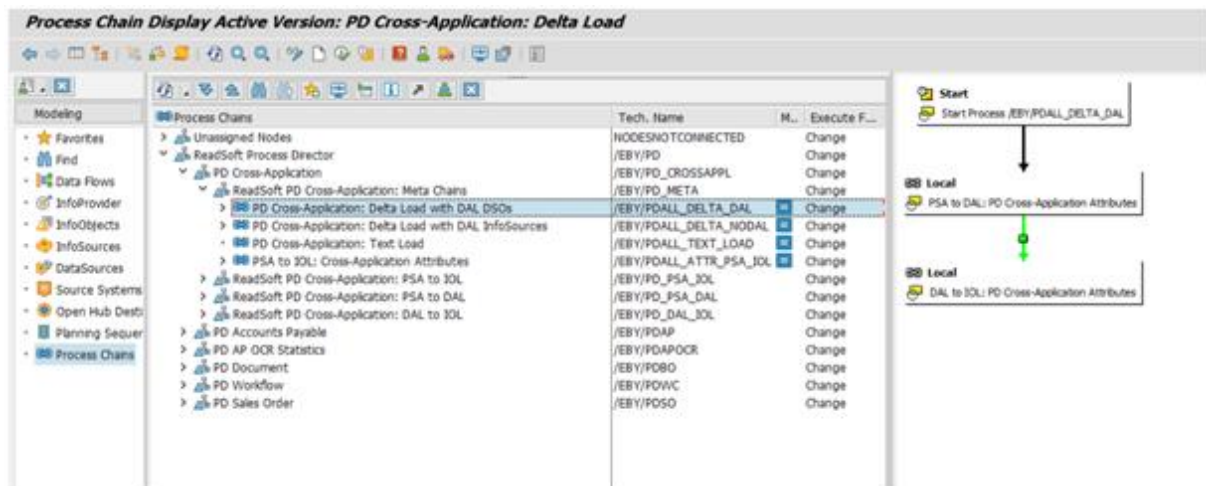 Process Chain Display Active Version: PD Cross-Application: Delta Load
Modeling
Favorites
Find
Data Flows
InfoProvider
InfoObjects
InfoSources
DataSources
Source Systems
Open Hub Desti
Planning Sequer
Process Chains
Process Chains Tech. Name M.. Execute F...
Unassigned Nodes NODESNOTCONNECTED Change
ReadSoft Process Director /EBY/PD Change
PD Cross-Application /EBY/PD_CROSSAPPL Change
ReadSoft PD Cross-Application: Meta Chains /EBY/PD_META Change
PD Cross-Application: Delta Load with DAL DSOs /EBY/PDALL_DELTA_DAL Change
PD Cross-Application: Delta Load with DAL InfoSources /EBY/PDALL_DELTA_NODAL Change
PD Cross-Application: Text Load /EBY/PDALL_TEXT_LOAD Change
PSA to IOL: Cross-Application Attributes /EBY/PDALL_ATTR_PSA_IOL Change
ReadSoft PD Cross-Application: PSA to IOL /EBY/PD_PSA_IOL Change
ReadSoft PD Cross-Application: PSA to DAL /EBY/PD_PSA_DAL Change
ReadSoft PD Cross-Application: DAL to IOL /EBY/PD_DAL_IOL Change
PD Accounts Payable /EBY/PDAP Change
PD AP OCR Statistics /EBY/PDAPOCR Change
PD Document /EBY/PDBO Change
PD Workflow /EBY/PDWC Change
PD Sales Order /EBY/PDSO Change
Start
Start Process /EBY/PDALL_DELTA_DAL
Local
PSA to DAL: PD Cross-Application Attributes
Local
DAL to IOL: PD Cross-Application Attributes